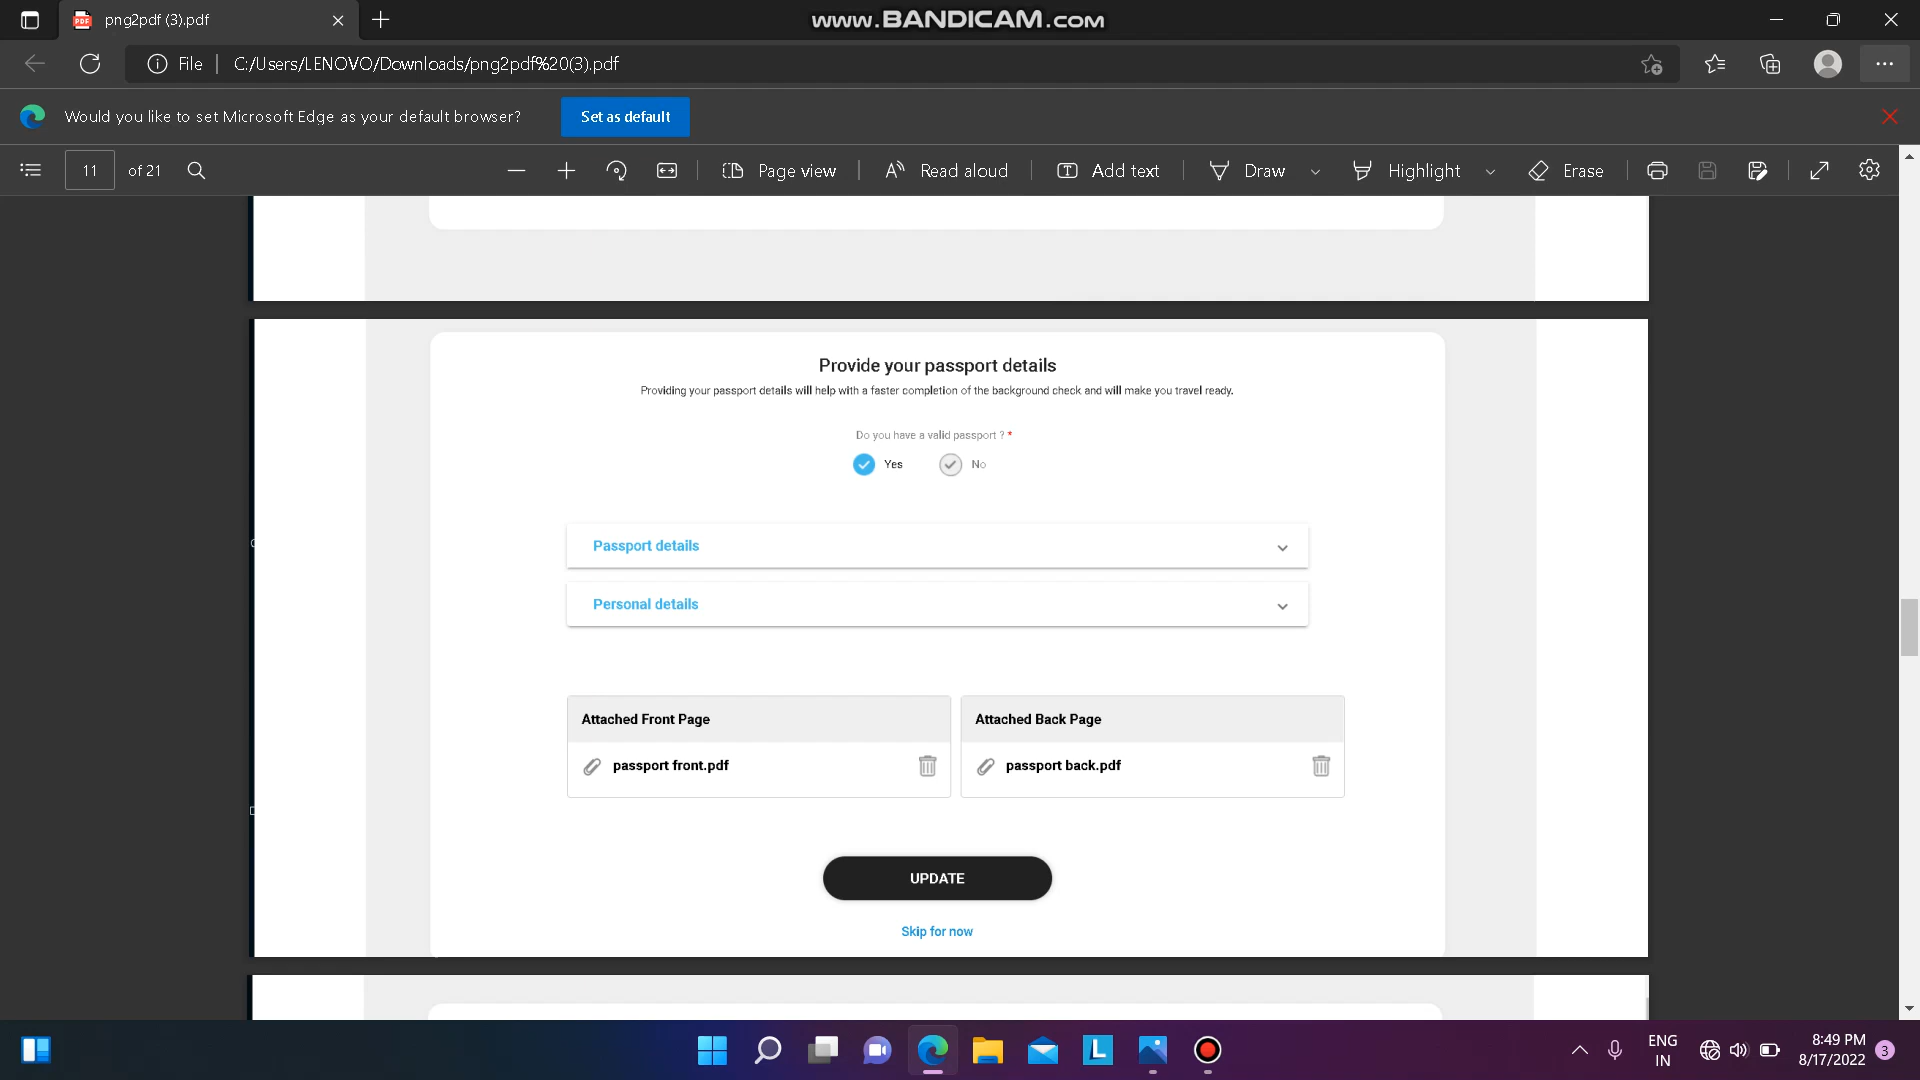 png2pdf (3).pdf
www.BANDICAM.com
File
C:/Users/LENOVO/Downloads/png2pdf%20(3).pdf
Would you like to set Microsoft Edge as your default browser?
Set as default
11 of 21
Page view
Read aloud
Add text
Draw
Highlight
Erase
Provide your passport details
Providing your passport details will help with a faster completion of the background check and will make you travel ready.
Do you have a valid passport ? *
Yes No
Passport details
Personal details
Attached Front Page
Attached Back Page
passport front.pdf
passport back.pdf
UPDATE
Skip for now
ENG
IN
8:49 PM
8/17/2022
3